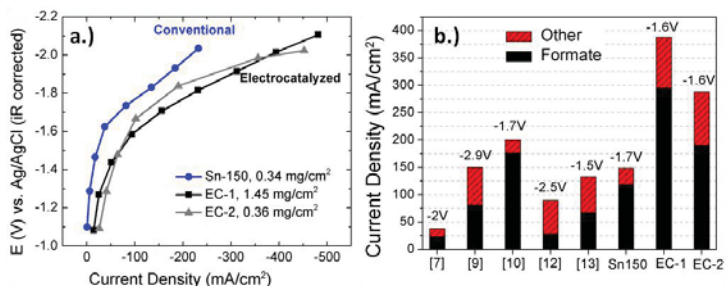 a.)
Conventional
Electrocatalyzed
Sn-150, 0.34 mg/cm²
EC-1, 1.45 mg/cm²
EC-2, 0.36 mg/cm²
E (V) vs. Ag/AgCl (iR corrected)
-2.2
-2.0
-1.8
-1.6
-1.4
-1.2
-1.0
0 -100 -200 -300 -400 -500
Current Density (mA/cm²)
b.)
Other
Formate
Current Density (mA/cm²)
400
350
300
250
200
150
100
50
0
-2V
-2.9V
-1.7V
-2.5V
-1.5V
-1.7V
-1.6V
-1.6V
[7] [9] [10] [12] [13] Sn150 EC-1 EC-2